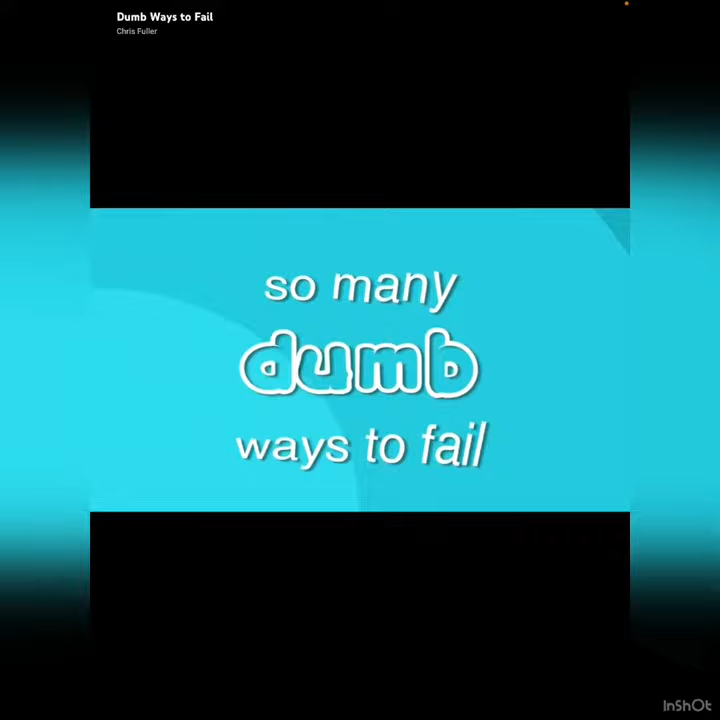 Dumb Ways to Fail
Chris Fuller
so many
dumb
ways to fail
InShOt